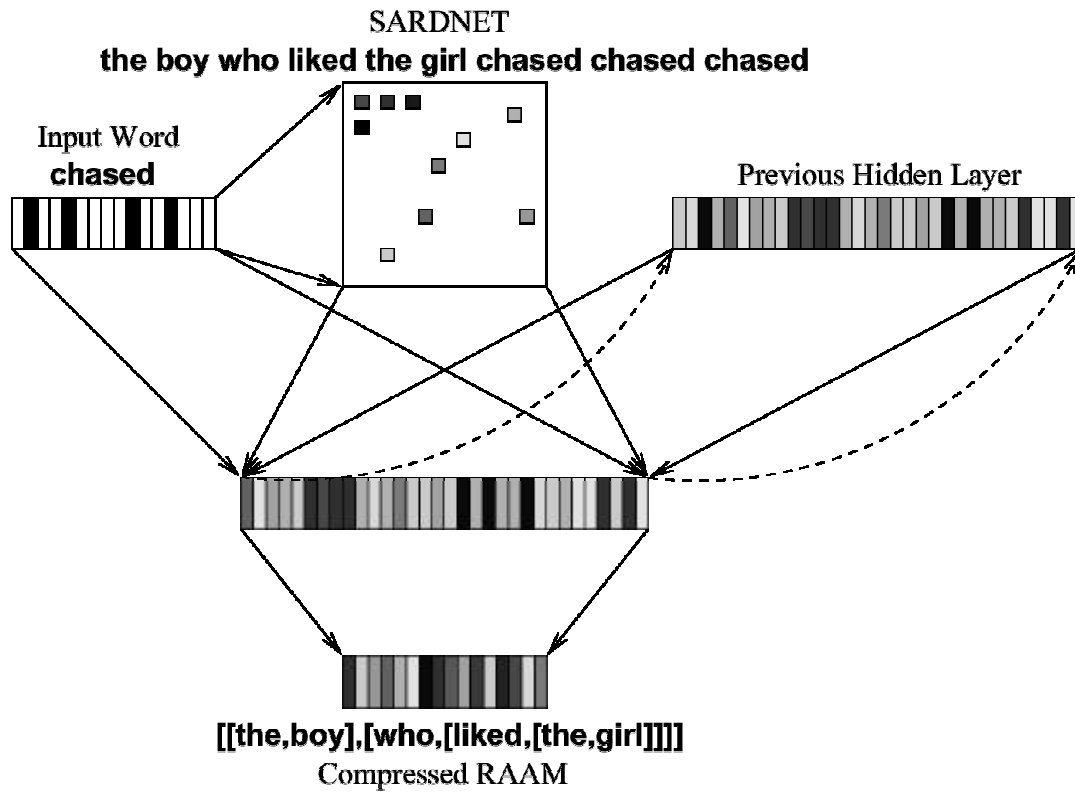 SARDNET
the boy who liked the girl chased chased chased
Input Word
chased
Previous Hidden Layer
[[the,boy],[who,[liked,[the,girl]]]]
Compressed RAAM